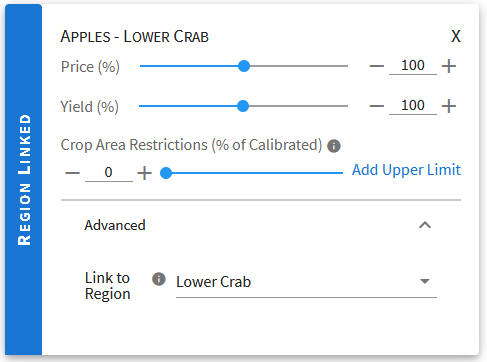 REGION LINKED
APPLES - LOWER CRAB X
Price (%) — 100 +
Yield (%) — 100 +
Crop Area Restrictions (% of Calibrated) i
— 0 + Add Upper Limit
Advanced
Link to Region i Lower Crab